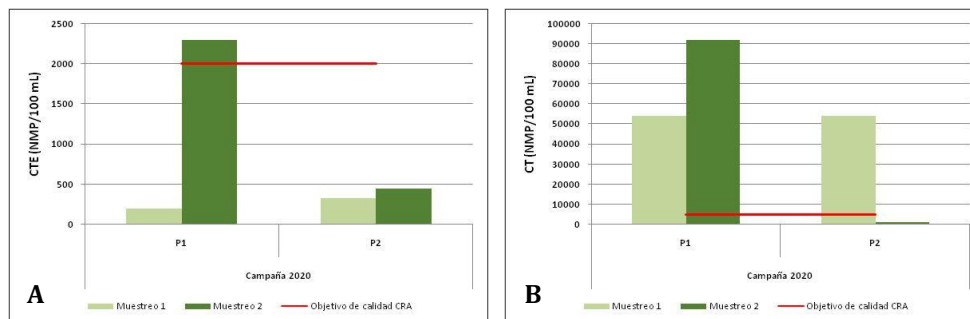 2500
2000
1500
1000
500
0
CTE (NMP/100 mL)
P1 P2
Campaña 2020
A
Muestreo 1 Muestreo 2 Objetivo de calidad CRA
100000
90000
80000
70000
60000
50000
40000
30000
20000
10000
0
CT (NMP/100 mL)
P1 P2
Campaña 2020
B
Muestreo 1 Muestreo 2 Objetivo de calidad CRA